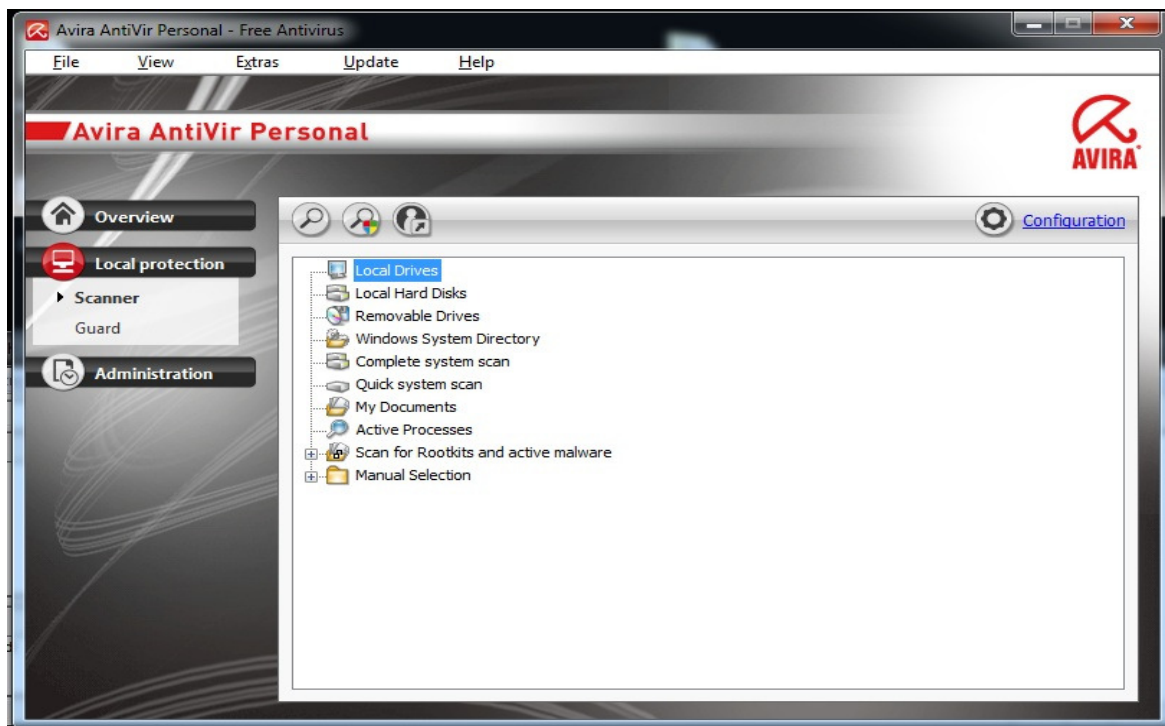 Avira AntiVir Personal - Free Antivirus
File View Extras Update Help
Avira AntiVir Personal
AVIRA
Overview
Configuration
Local protection
Scanner
Guard
Administration
Local Drives
Local Hard Disks
Removable Drives
Windows System Directory
Complete system scan
Quick system scan
My Documents
Active Processes
Scan for Rootkits and active malware
Manual Selection